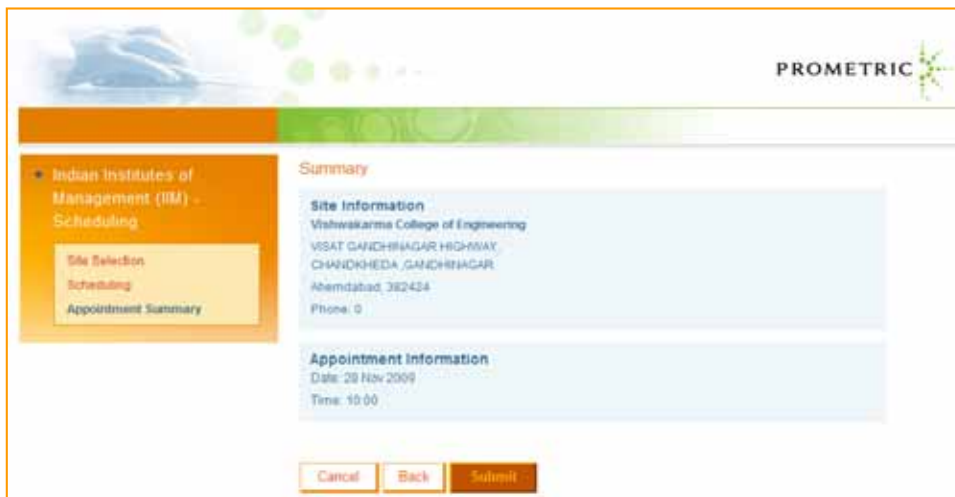 PROMETRIC
Indian Institutes of
Management (IIM) -
Scheduling
Site Selection
Scheduling
Appointment Summary
Summary
Site Information
Vishwakarma College of Engineering
VISAT GANDHINAGAR HIGHWAY,
CHANDKHEDA ,GANDHINAGAR
Ahemdabad, 382424
Phone: 0
Appointment Information
Date: 28 Nov 2009
Time: 10:00
Cancel
Back
Submit